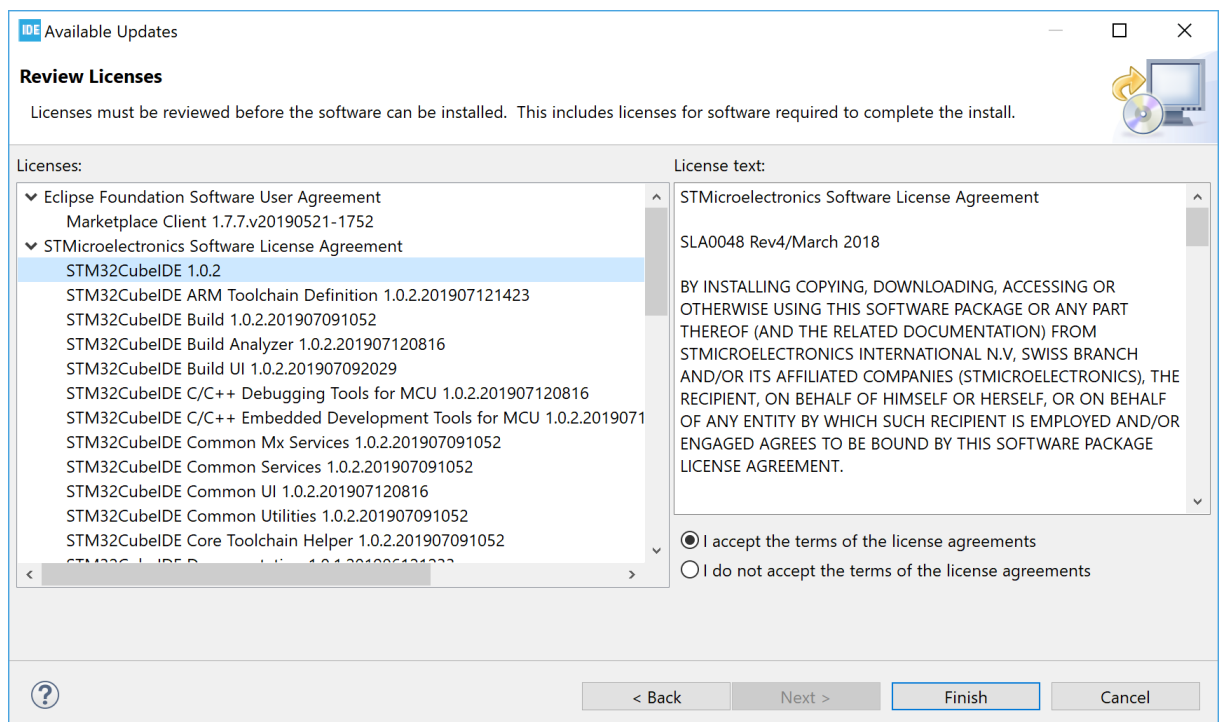 IDE Available Updates
Review Licenses
Licenses must be reviewed before the software can be installed.  This includes licenses for software required to complete the install.
Licenses:
Eclipse Foundation Software User Agreement
Marketplace Client 1.7.7.v20190521-1752
STMicroelectronics Software License Agreement
STM32CubeIDE 1.0.2
STM32CubeIDE ARM Toolchain Definition 1.0.2.201907121423
STM32CubeIDE Build 1.0.2.201907091052
STM32CubeIDE Build Analyzer 1.0.2.201907120816
STM32CubeIDE Build UI 1.0.2.201907092029
STM32CubeIDE C/C++ Debugging Tools for MCU 1.0.2.201907120816
STM32CubeIDE C/C++ Embedded Development Tools for MCU 1.0.2.2019071
STM32CubeIDE Common Mx Services 1.0.2.201907091052
STM32CubeIDE Common Services 1.0.2.201907091052
STM32CubeIDE Common UI 1.0.2.201907120816
STM32CubeIDE Common Utilities 1.0.2.201907091052
STM32CubeIDE Core Toolchain Helper 1.0.2.201907091052
License text:
STMicroelectronics Software License Agreement
SLA0048 Rev4/March 2018
BY INSTALLING COPYING, DOWNLOADING, ACCESSING OR
OTHERWISE USING THIS SOFTWARE PACKAGE OR ANY PART
THEREOF (AND THE RELATED DOCUMENTATION) FROM
STMICROELECTRONICS INTERNATIONAL N.V, SWISS BRANCH
AND/OR ITS AFFILIATED COMPANIES (STMICROELECTRONICS), THE
RECIPIENT, ON BEHALF OF HIMSELF OR HERSELF, OR ON BEHALF
OF ANY ENTITY BY WHICH SUCH RECIPIENT IS EMPLOYED AND/OR
ENGAGED AGREES TO BE BOUND BY THIS SOFTWARE PACKAGE
LICENSE AGREEMENT.
I accept the terms of the license agreements
I do not accept the terms of the license agreements
?
< Back
Next >
Finish
Cancel